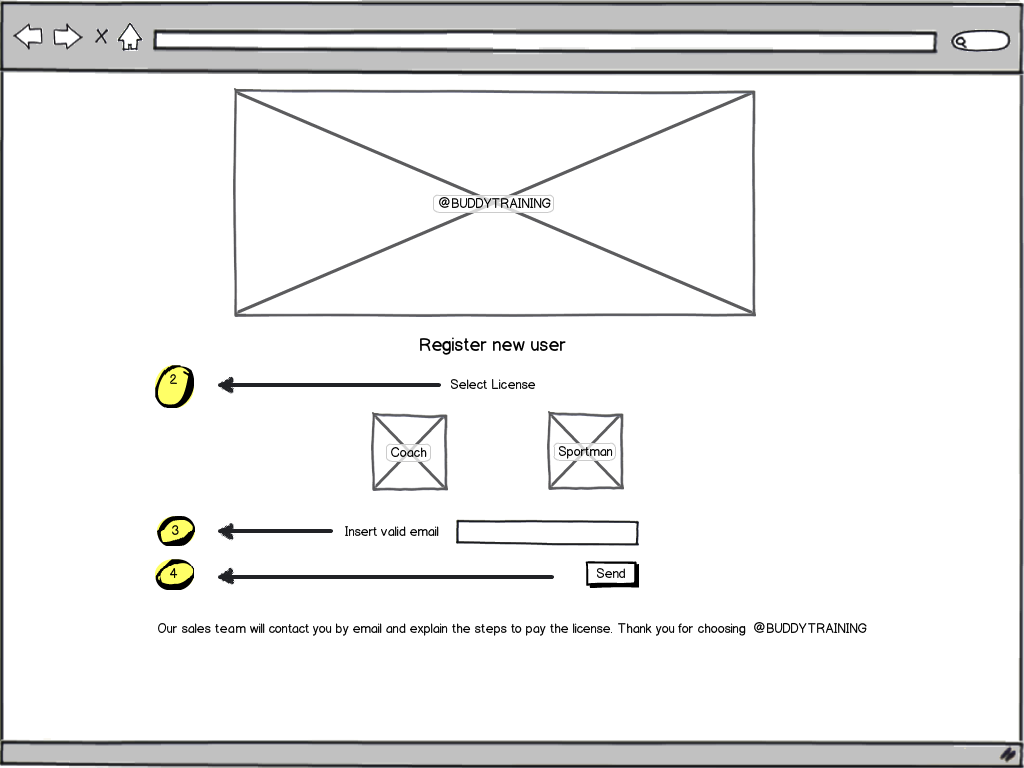 @BUDDYTRAINING
Register new user
2 Select License
Coach Sportman
3 Insert valid email
4 Send
Our sales team will contact you by email and explain the steps to pay the license. Thank you for choosing @BUDDYTRAINING